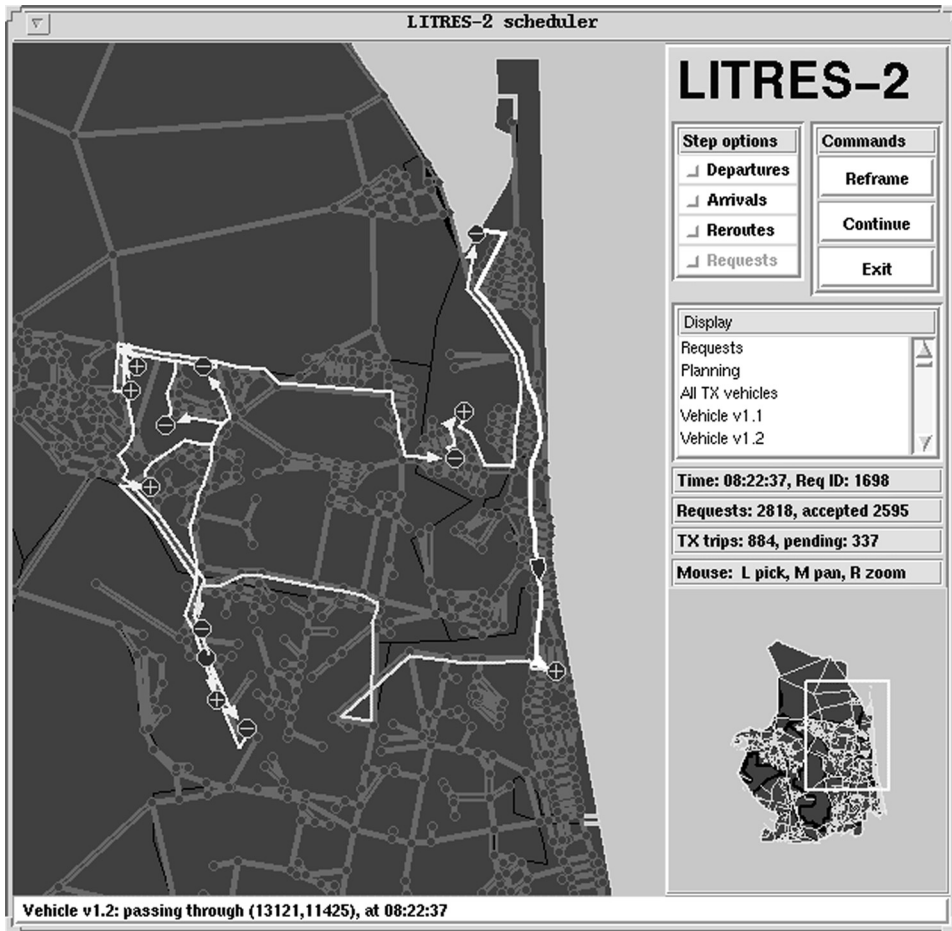 LITRES-2 scheduler
LITRES-2
Step options
Departures
Arrivals
Reroutes
Requests
Commands
Reframe
Continue
Exit
Display
Requests
Planning
All TX vehicles
Vehicle v1.1
Vehicle v1.2
Time: 08:22:37, Req ID: 1698
Requests: 2818, accepted 2595
TX trips: 884, pending: 337
Mouse: L pick, M pan, R zoom
Vehicle v1.2: passing through (13121,11425), at 08:22:37